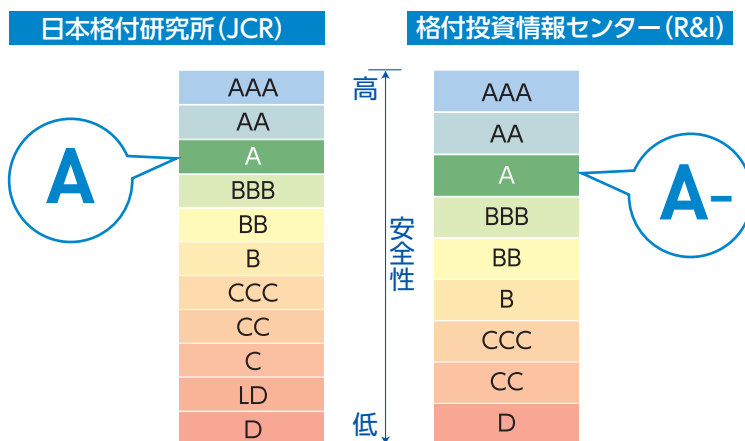 日本格付研究所(JCR)
AAA
AA
A
BBB
BB
B
CCC
CC
C
LD
D
A
高
安全性
低
格付投資情報センター(R&I)
AAA
AA
A
BBB
BB
B
CCC
CC
D
A-